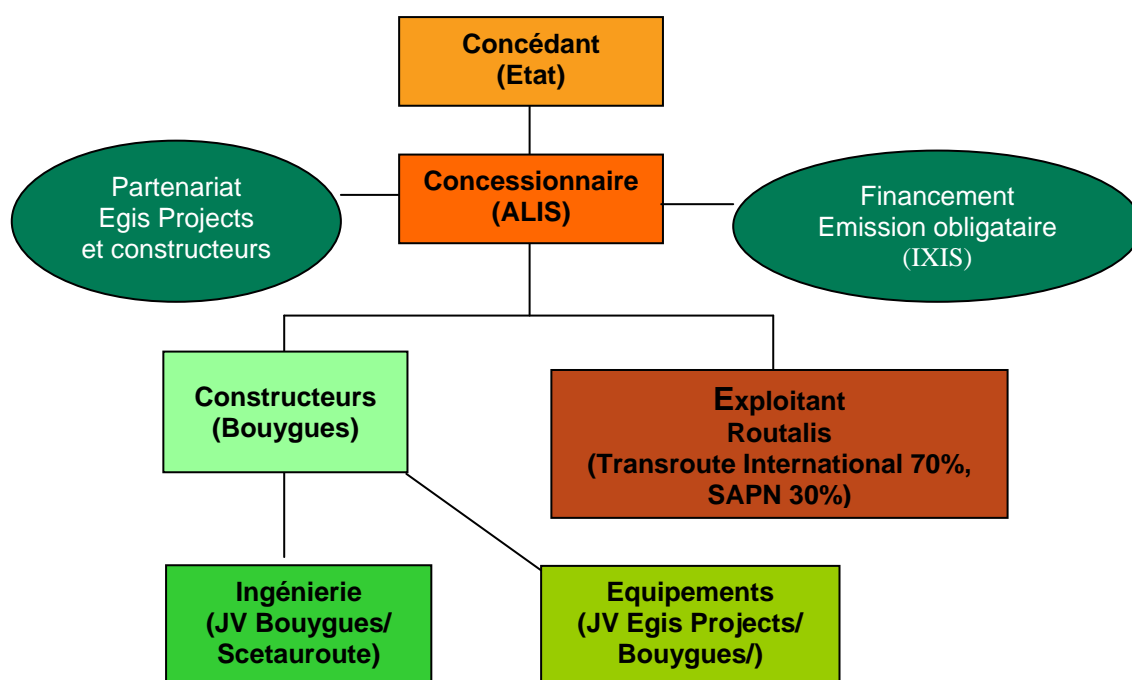 Concédant
(Etat)
Partenariat
Egis Projects
et constructeurs
Concessionnaire
(ALIS)
Financement
Emission obligataire
(IXIS)
Constructeurs
(Bouygues)
Exploitant
Routalis
(Transroute International 70%,
SAPN 30%)
Ingénierie
(JV Bouygues/
Scetauroute)
Equipements
(JV Egis Projects/
Bouygues/)